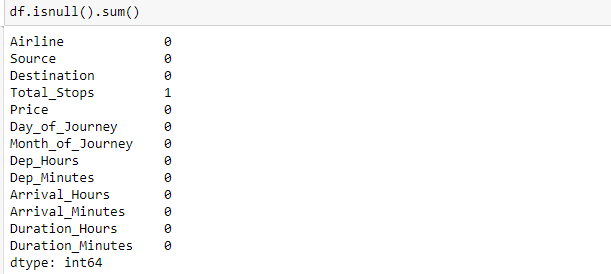 df.isnull().sum()
Airline 0
Source 0
Destination 0
Total_Stops 1
Price 0
Day_of_Journey 0
Month_of_Journey 0
Dep_Hours 0
Dep_Minutes 0
Arrival_Hours 0
Arrival_Minutes 0
Duration_Hours 0
Duration_Minutes 0
dtype: int64